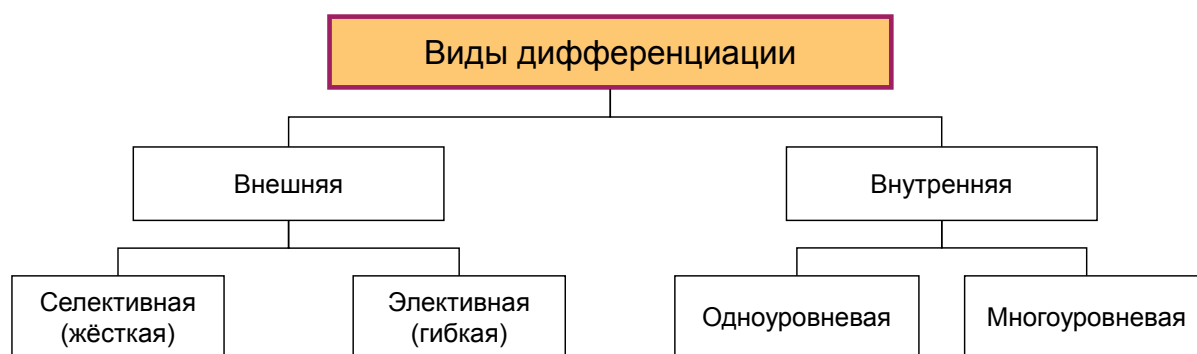 Виды дифференциации
Внешняя
Внутренняя
Селективная
(жёсткая)
Элективная
(гибкая)
Одноуровневая
Многоуровневая